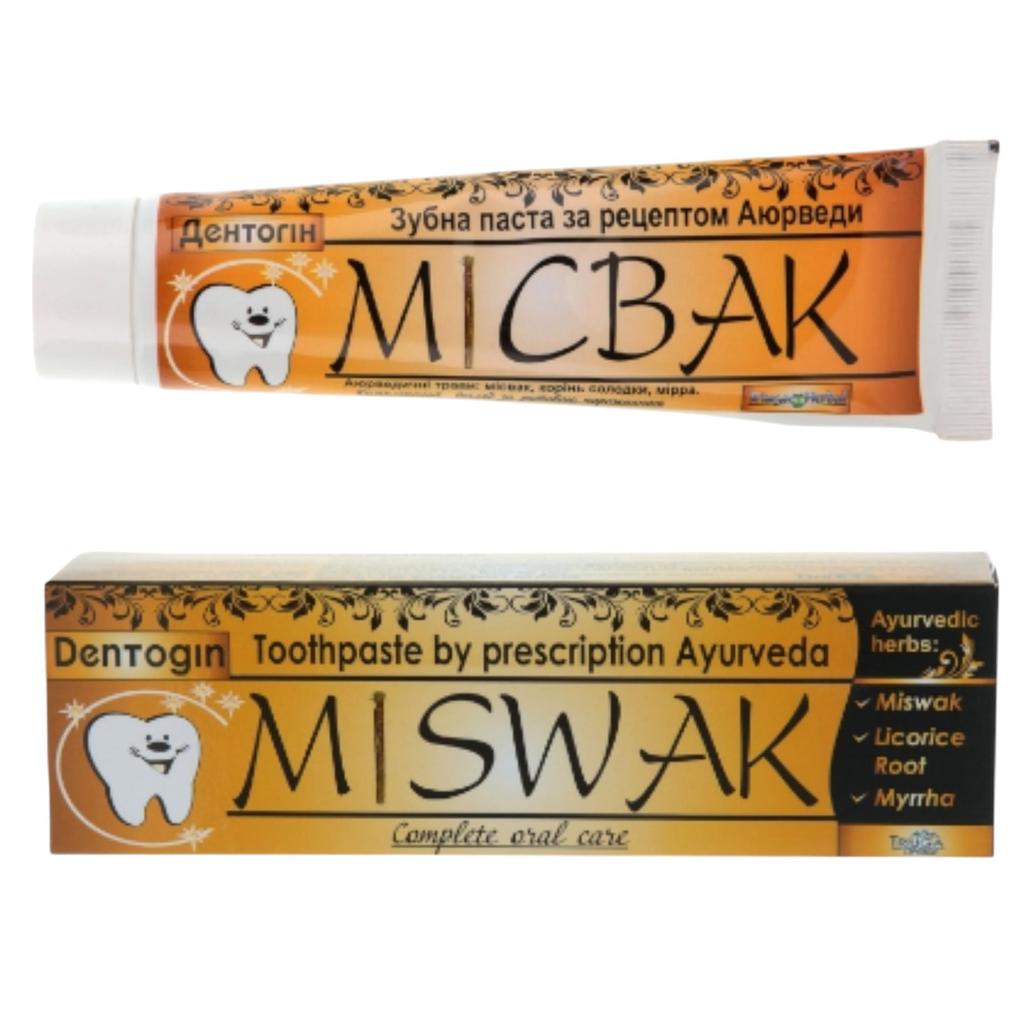 Дентогін
Зубна паста за рецептом Аюрведи
МІСВАК
Аюрведичні трави: місвак, корінь солодки, мірра.
Dentogin
Toothpaste by prescription Ayurveda
MISWAK
Complete oral care
Ayurvedic
herbs:
Miswak
Licorice
Root
Myrrha